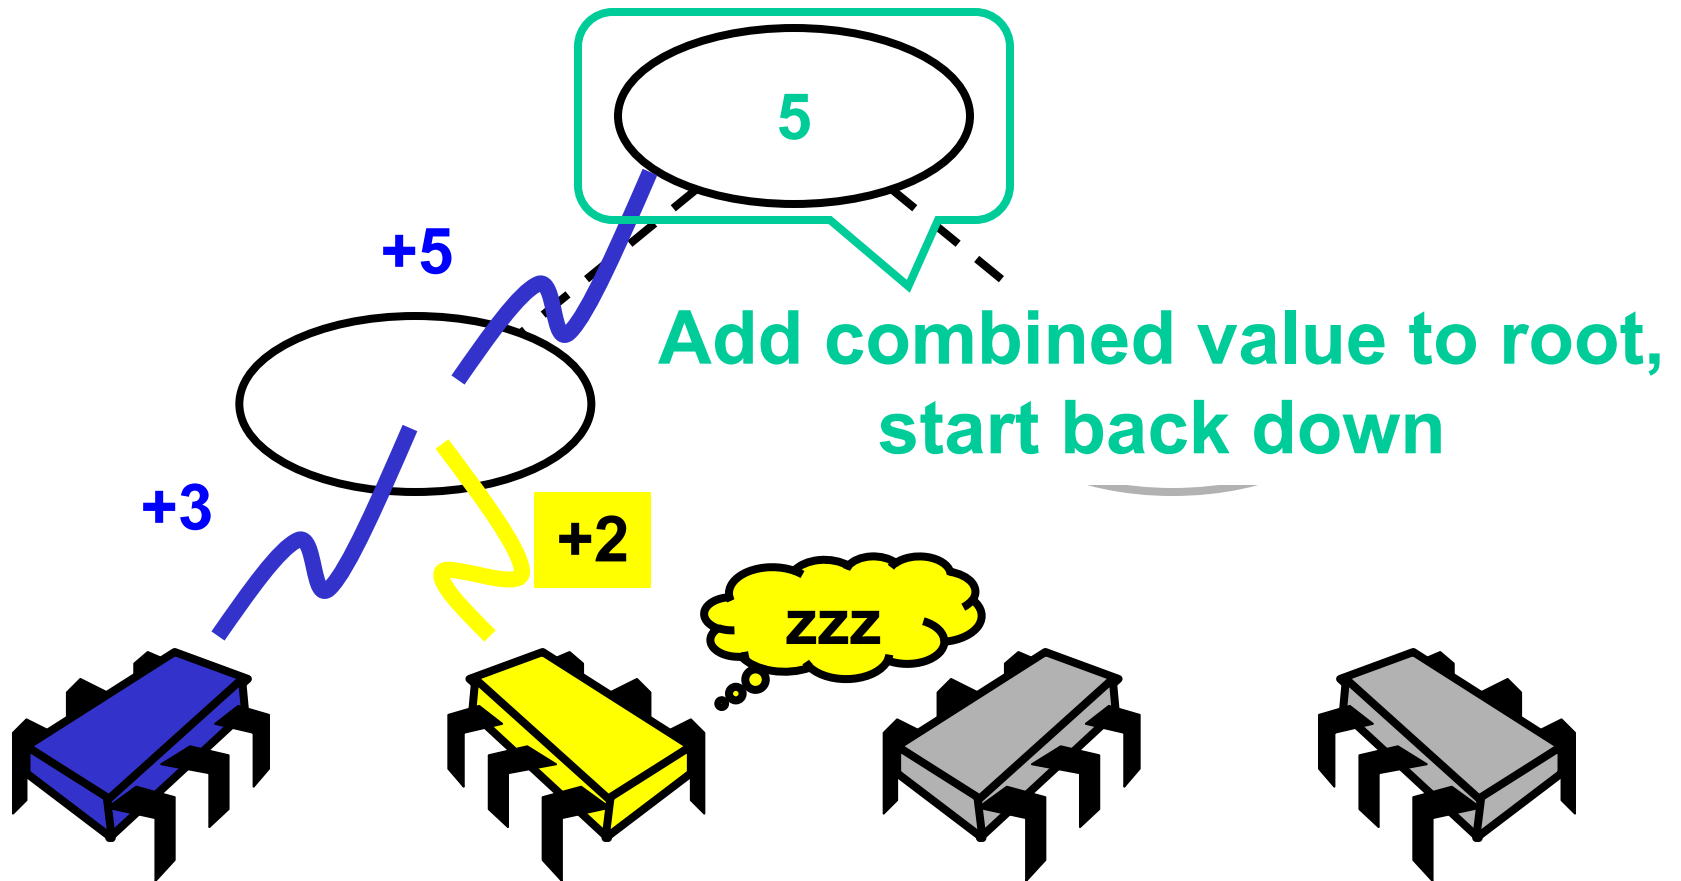 5
+5
Add combined value to root,
start back down
+3
+2
zzz